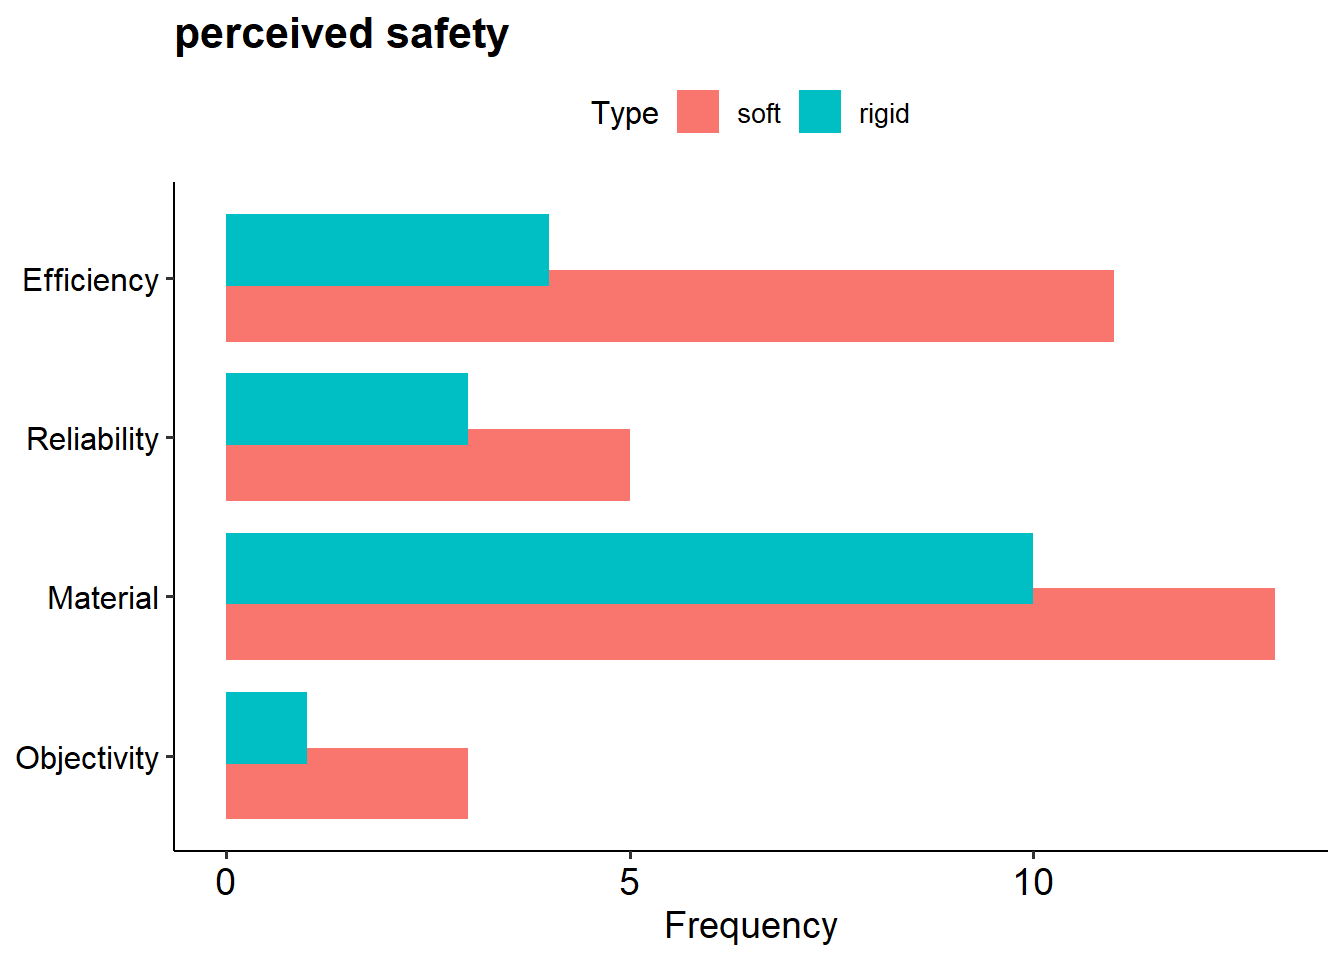 perceived safety
Type soft rigid
Efficiency
Reliability
Material
Objectivity
0 5 10
Frequency